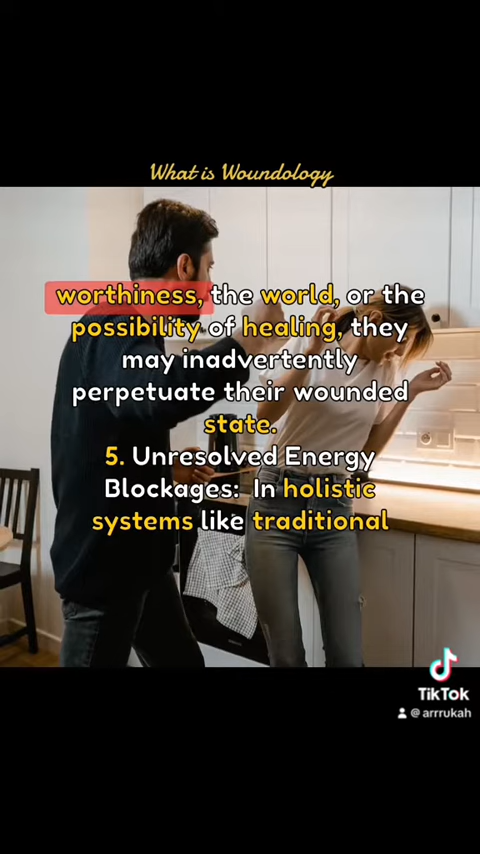 What is Woundology
worthiness, the world, or the
possibility of healing, they
may inadvertently
perpetuate their wounded
state.
5. Unresolved Energy
Blockages: In holistic
systems like traditional
TikTok
@ arrrukah